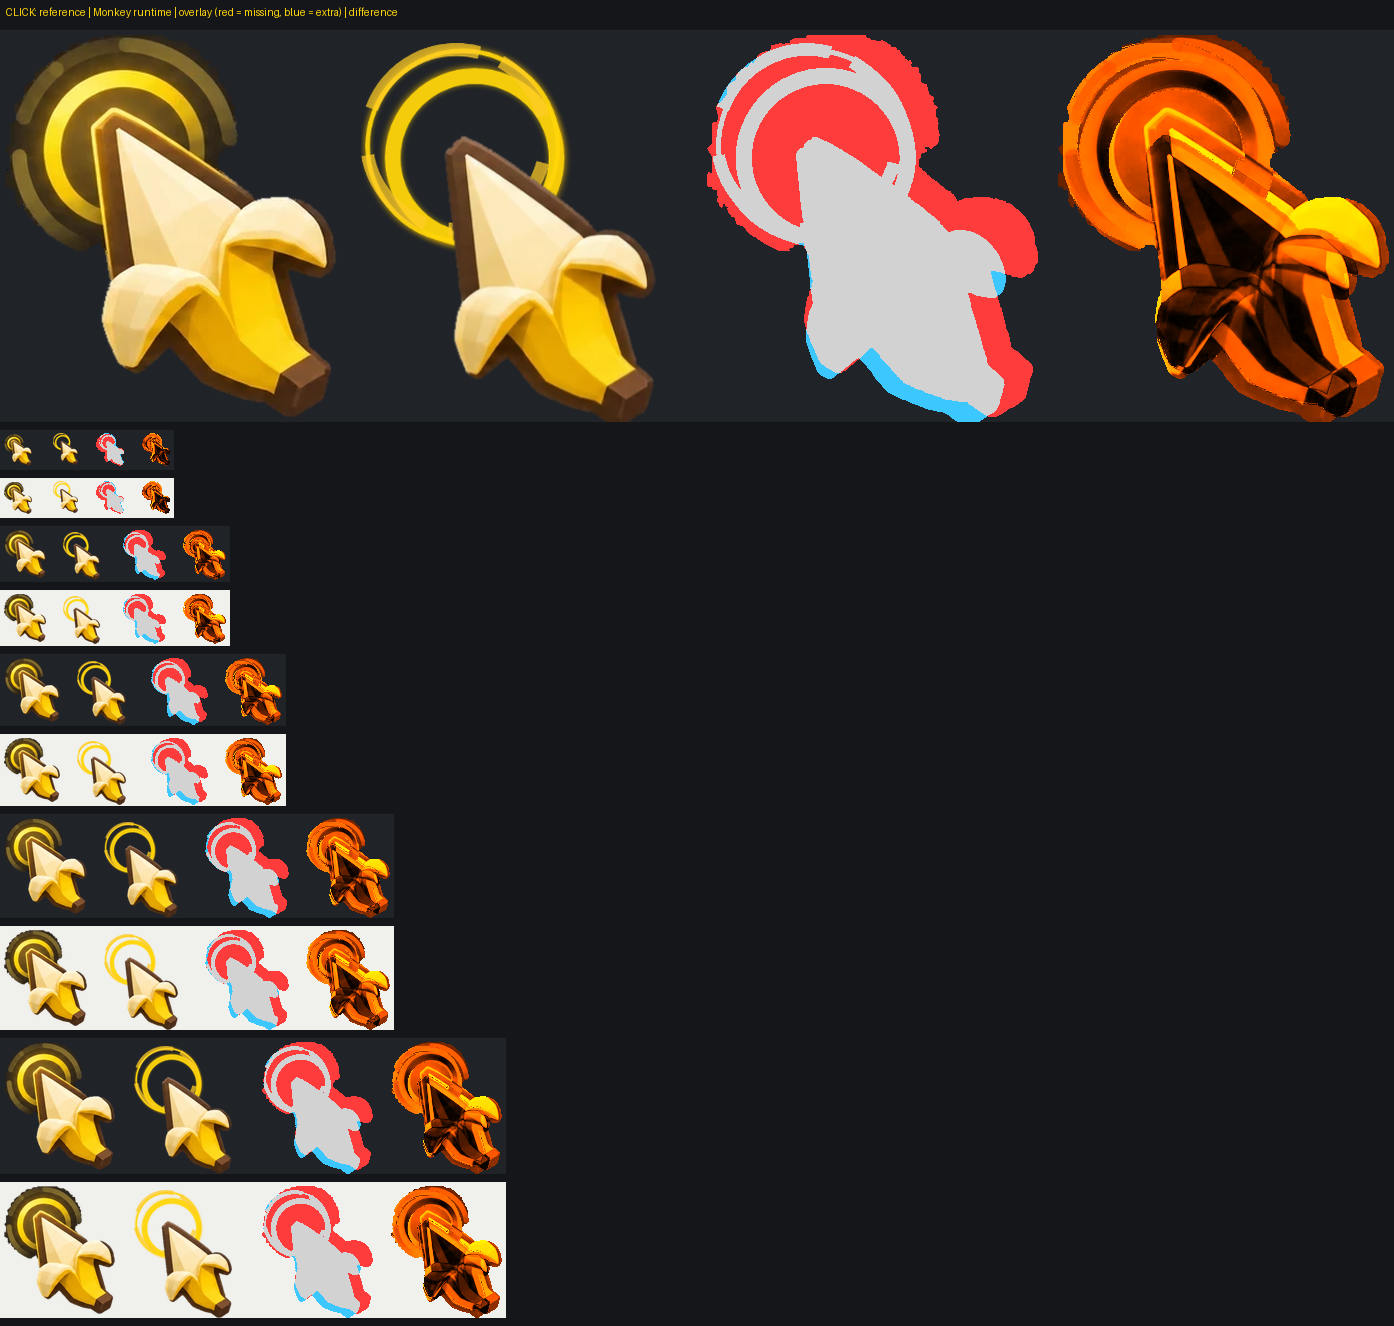 CLICK: reference | Monkey runtime | overlay (red = missing, blue = extra) | difference